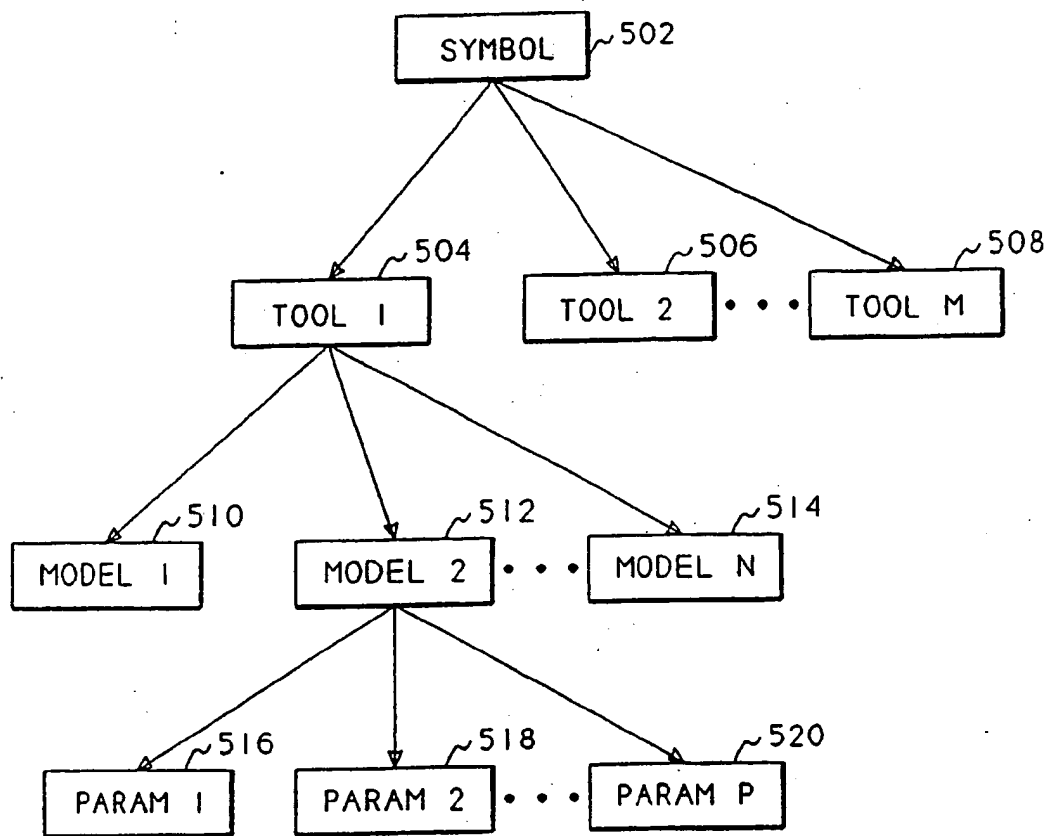 SYMBOL
502
504
506
508
TOOL 1
TOOL 2
TOOL M
510
512
514
MODEL 1
MODEL 2
MODEL N
516
518
520
PARAM 1
PARAM 2
PARAM P